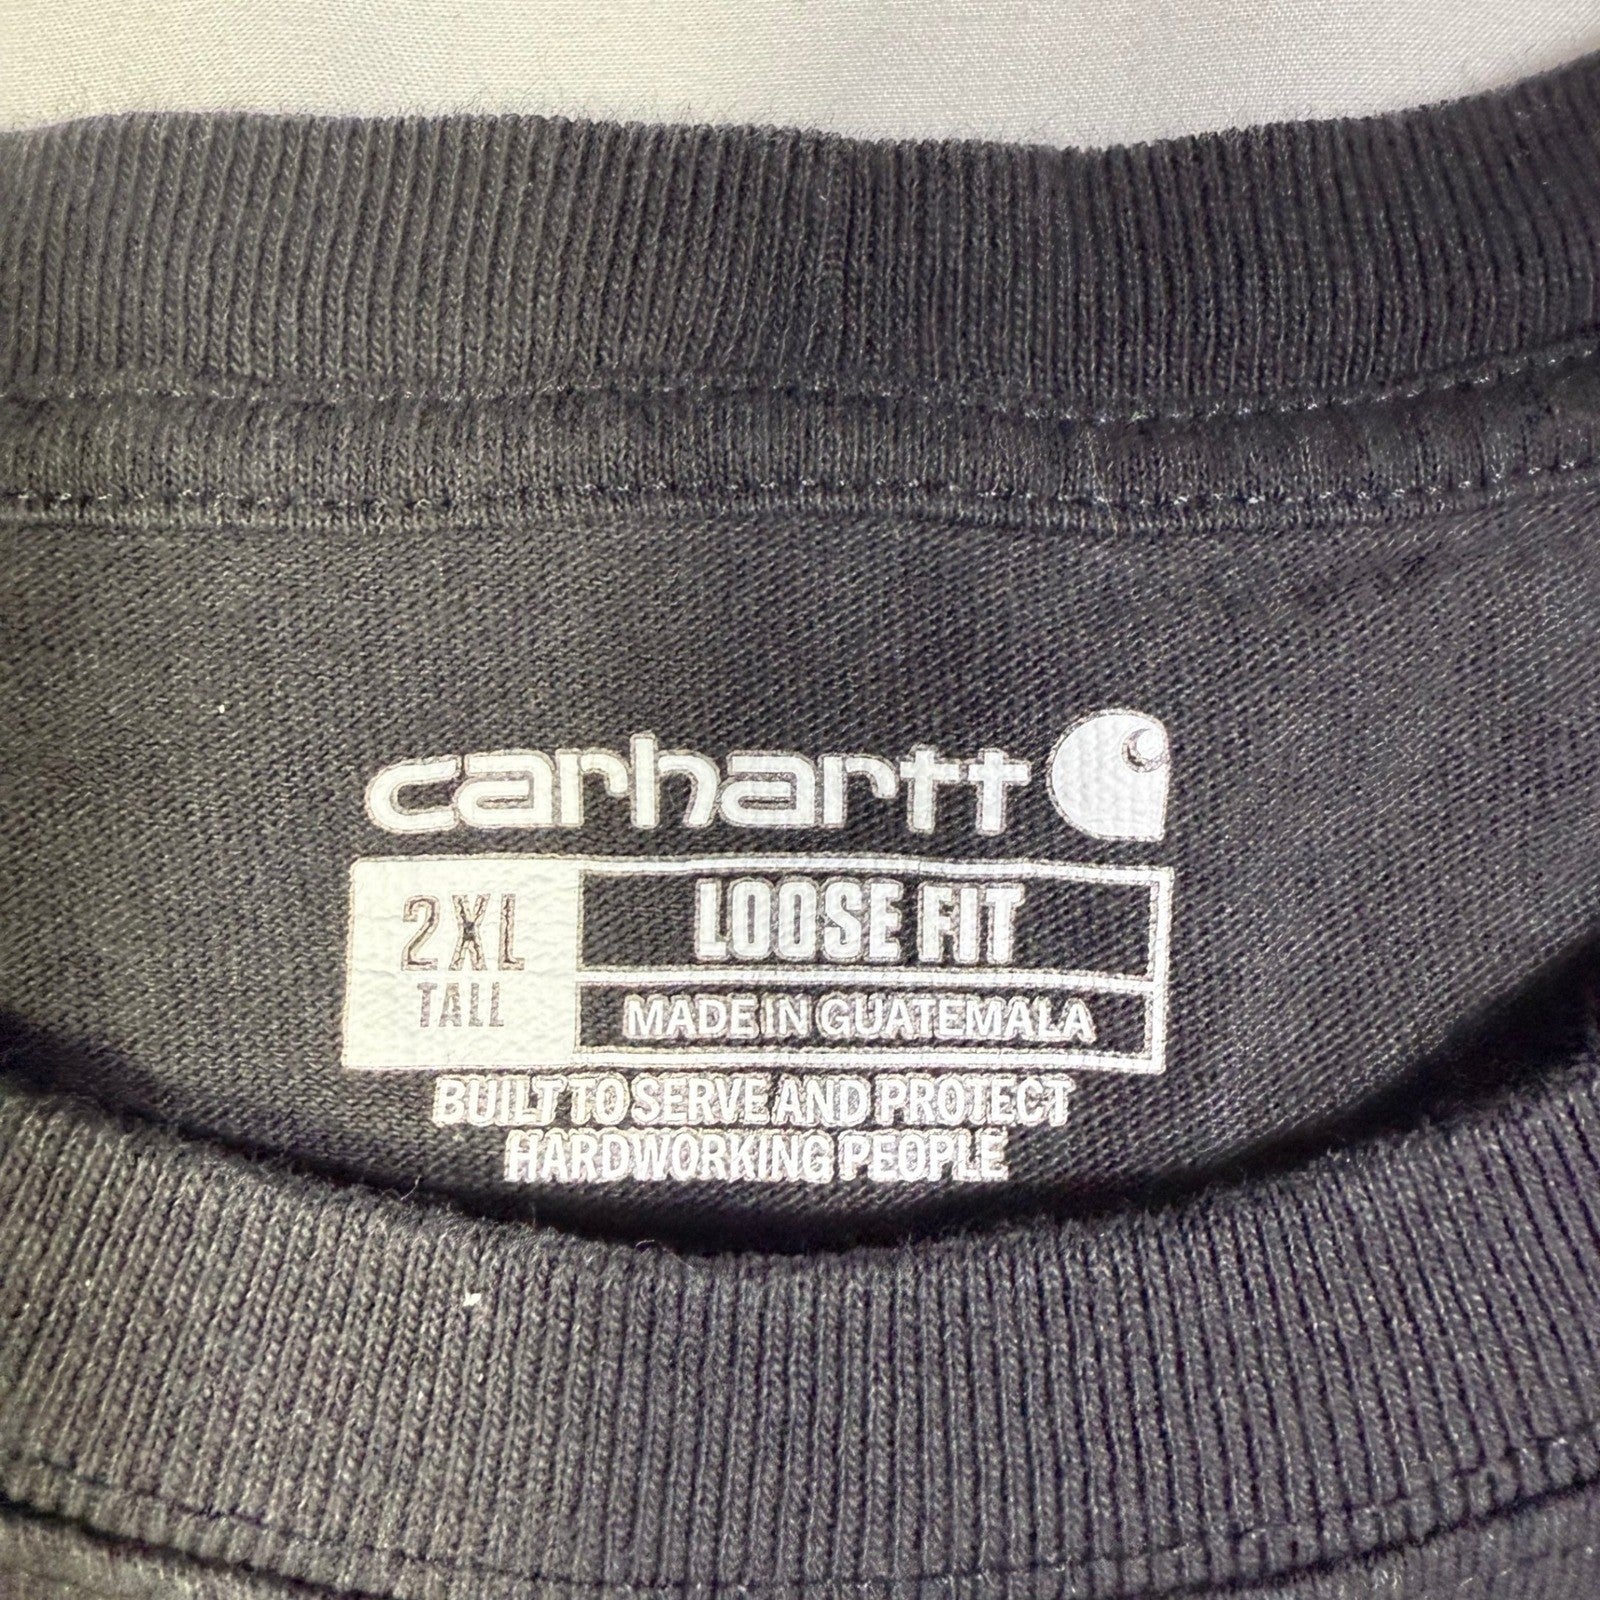 carhartt
2XL
TALL
LOOSE FIT
MADE IN GUATEMALA
BUILT TO SERVE AND PROTECT
HARDWORKING PEOPLE